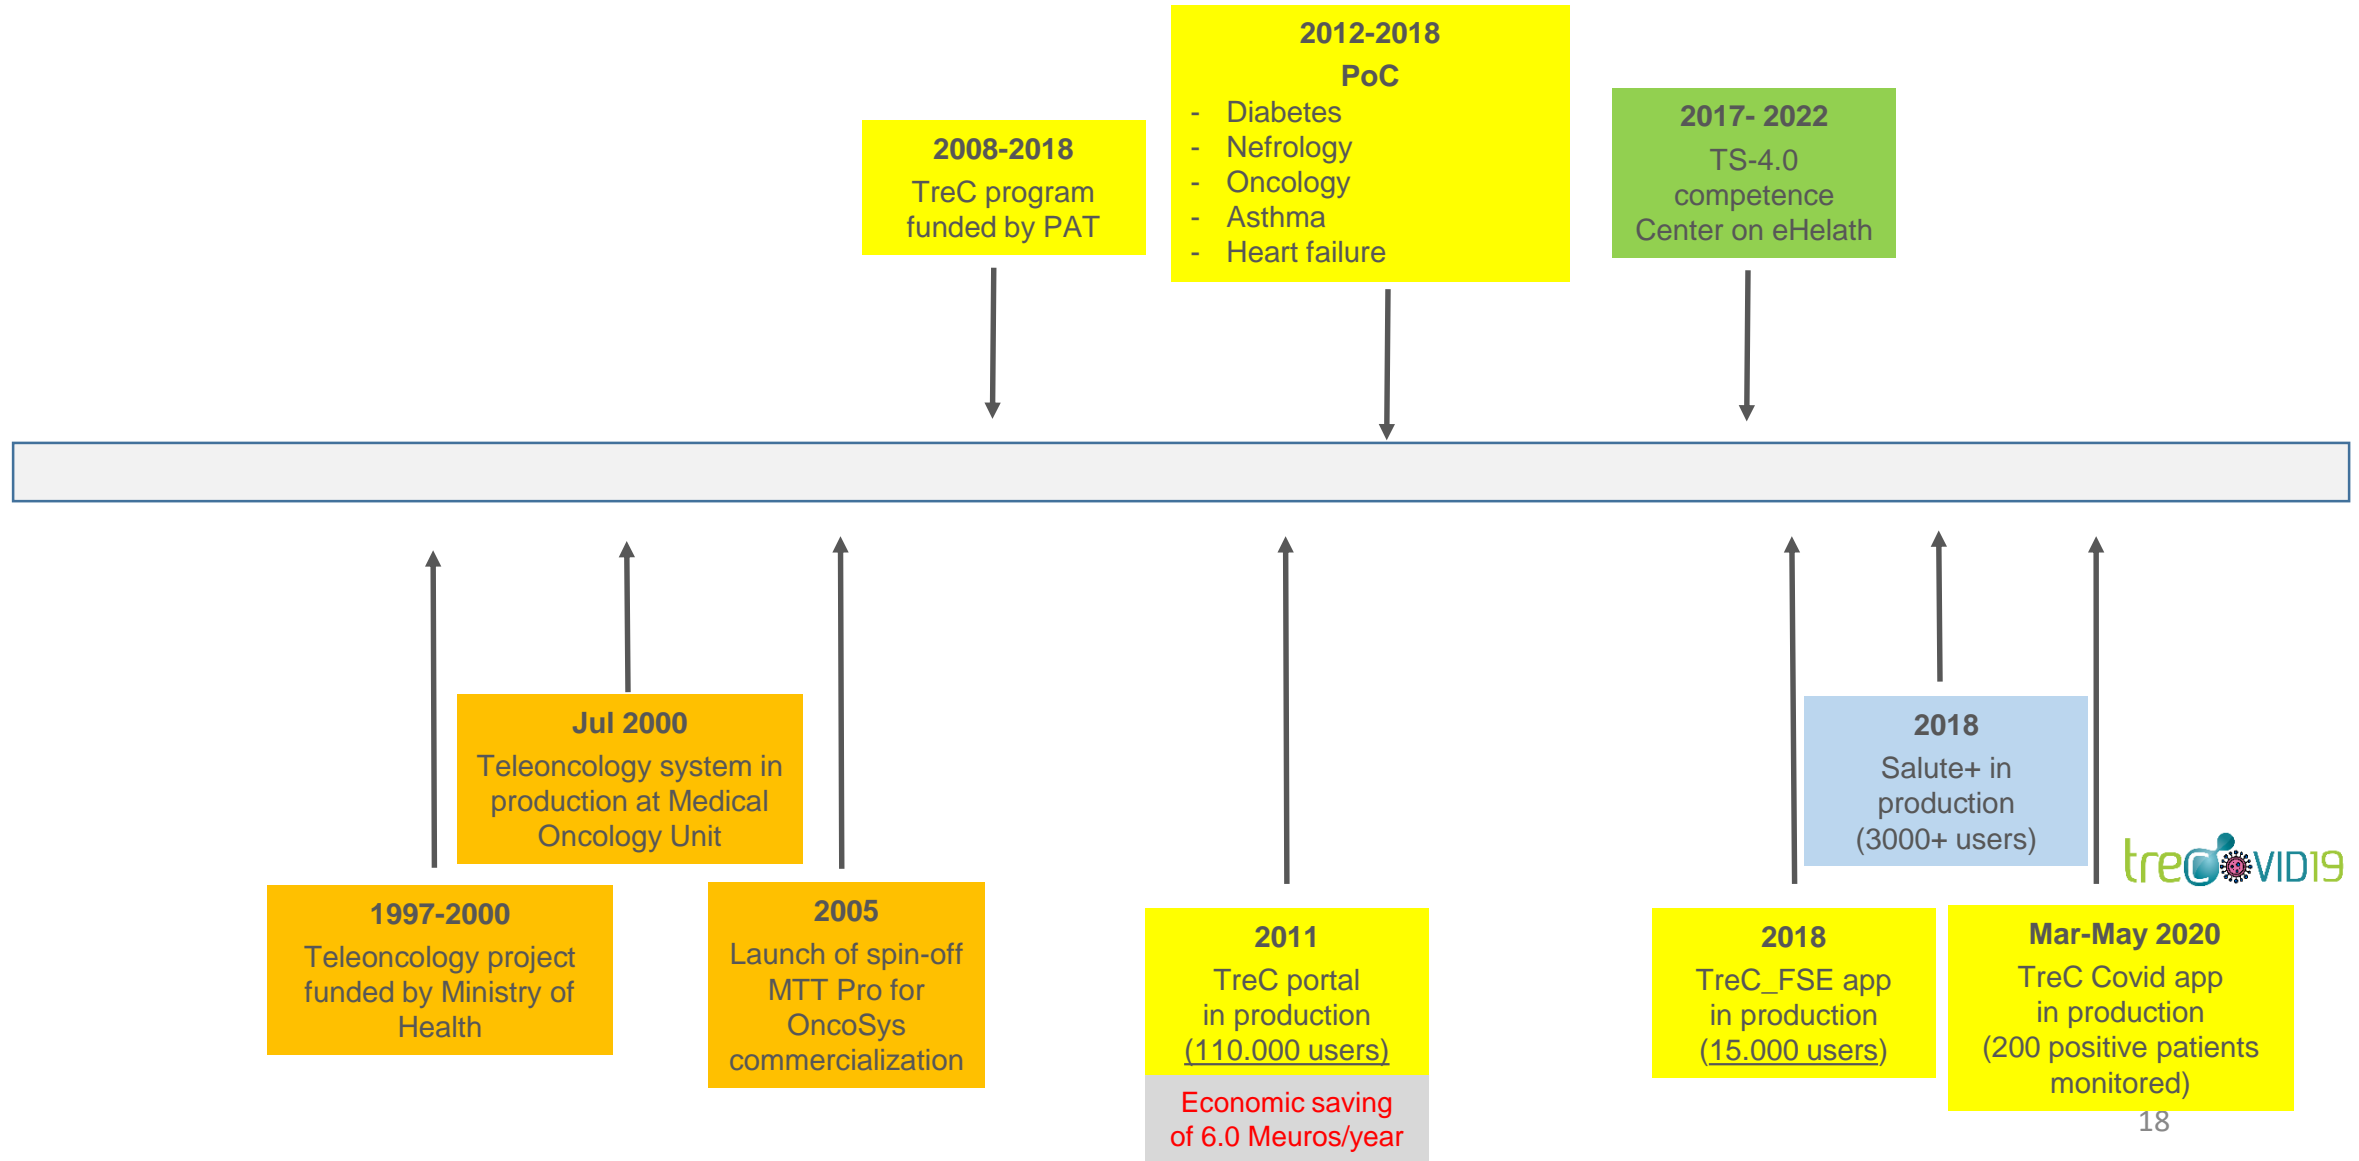 2012-2018
PoC
- Diabetes
- Nefrology
- Oncology
- Asthma
- Heart failure
2017- 2022
TS-4.0
competence
Center on eHelath
2008-2018
TreC program
funded by PAT
Jul 2000
Teleoncology system in
production at Medical
Oncology Unit
2018
Salute+ in
production
(3000+ users)
treCOVID19
1997-2000
Teleoncology project
funded by Ministry of
Health
2005
Launch of spin-off
MTT Pro for
OncoSys
commercialization
2011
TreC portal
in production
(110.000 users)
Economic saving
of 6.0 Meuros/year
2018
TreC_FSE app
in production
(15.000 users)
Mar-May 2020
TreC Covid app
in production
(200 positive patients
monitored)
18